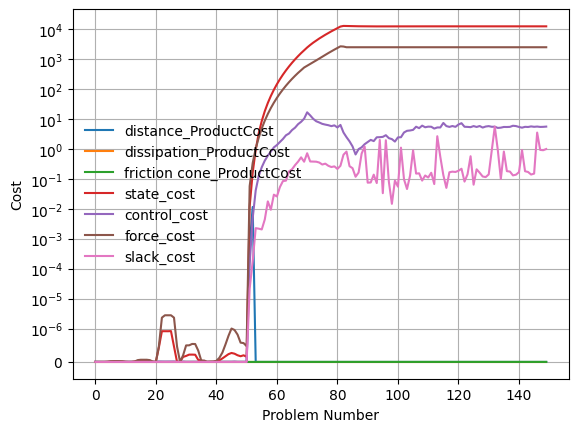 10⁴
10³
10²
10¹
10⁰
10⁻¹
10⁻²
10⁻³
10⁻⁴
10⁻⁵
10⁻⁶
0
Cost
distance_ProductCost
dissipation_ProductCost
friction cone_ProductCost
state_cost
control_cost
force_cost
slack_cost
0 20 40 60 80 100 120 140
Problem Number